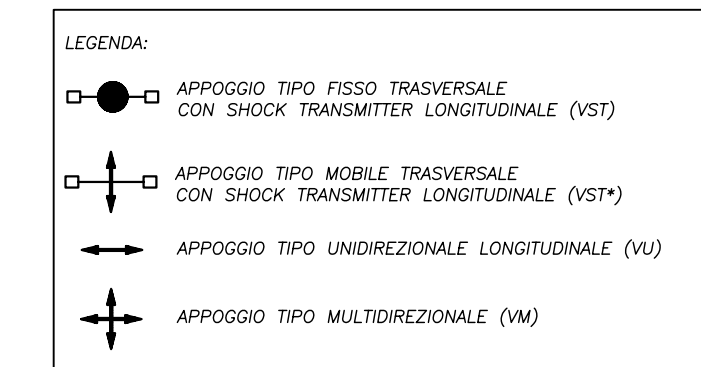 LEGENDA:
APPOGGIO TIPO FISSO TRASVERSALE
CON SHOCK TRANSMITTER LONGITUDINALE (VST)
APPOGGIO TIPO MOBILE TRASVERSALE
CON SHOCK TRANSMITTER LONGITUDINALE (VST*)
APPOGGIO TIPO UNIDIREZIONALE LONGITUDINALE (VU)
APPOGGIO TIPO MULTIDIREZIONALE (VM)